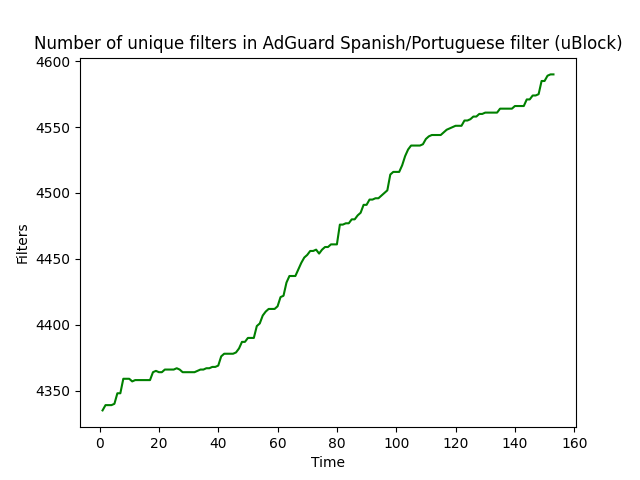 Number of unique filters in AdGuard Spanish/Portuguese filter (uBlock)
4600
4550
4500
4450
4400
4350
Filters
0 20 40 60 80 100 120 140 160
Time